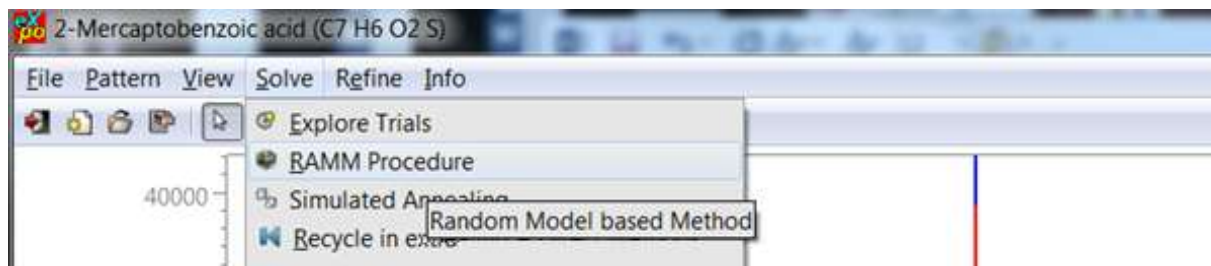 2-Mercaptobenzoic acid (C7 H6 O2 S)
File Pattern View Solve Refine Info
Explore Trials
RAMM Procedure
40000
Simulated Annealing
Random Model based Method
Recycle in